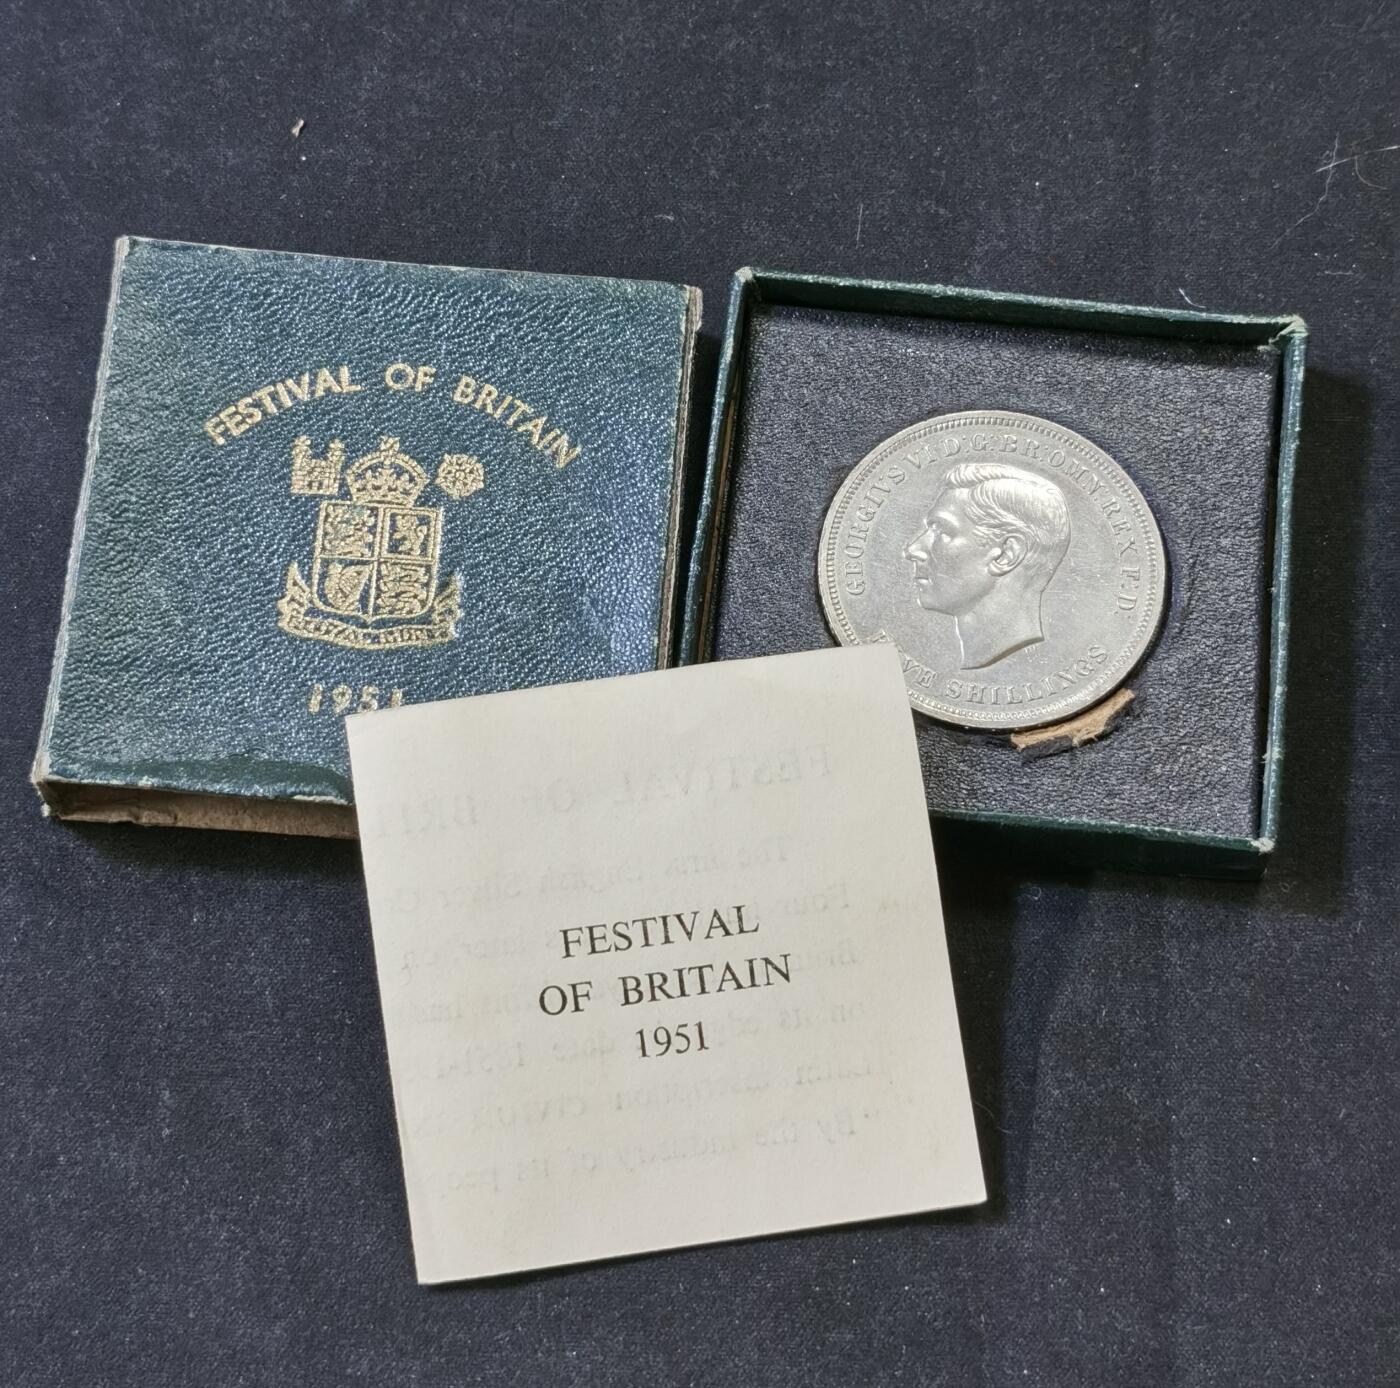 FESTIVAL OF BRITAIN
ROYAL MINT
1951
GEORGIVS VI D:G:BR:OMN:REX F:D.
FIVE SHILLINGS
FESTIVAL
OF BRITAIN
1951